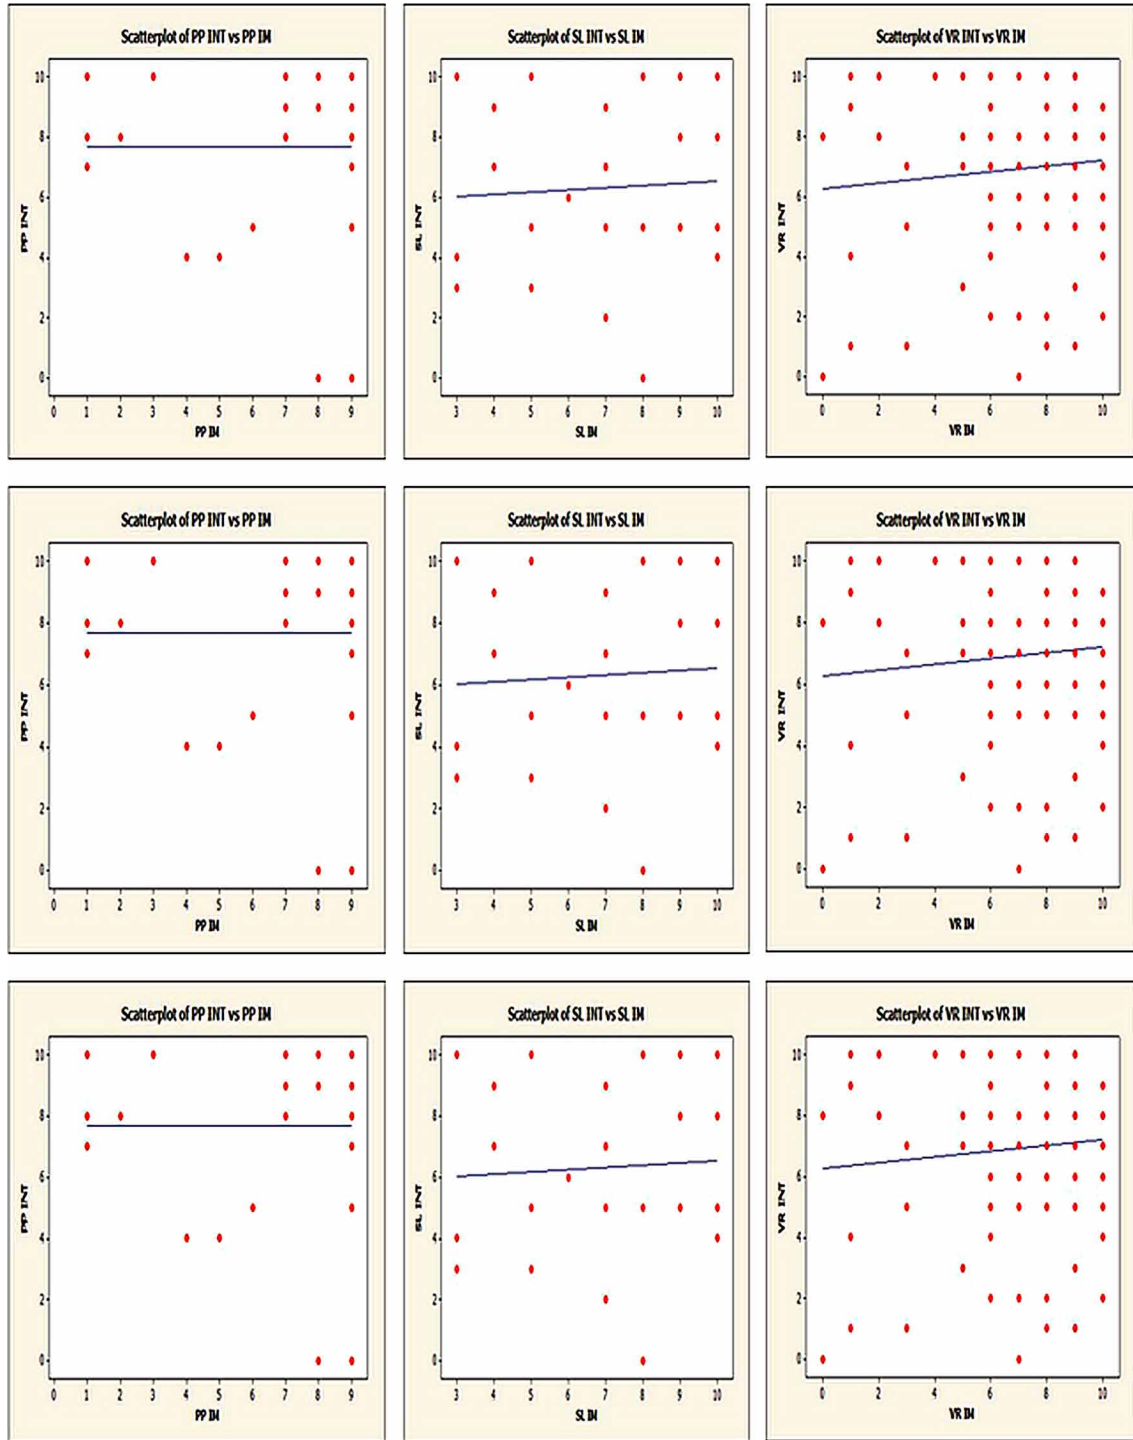 Scatterplot of PP INT vs PP IM
10
8
6
4
2
0
PP INT
0 1 2 3 4 5 6 7 8 9
PP IM
Scatterplot of SL INT vs SL IM
10
8
6
4
2
0
SL INT
3 4 5 6 7 8 9 10
SL IM
Scatterplot of VR INT vs VR IM
10
8
6
4
2
0
VR INT
0 2 4 6 8 10
VR IM
Scatterplot of PP INT vs PP IM
10
8
6
4
2
0
PP INT
0 1 2 3 4 5 6 7 8 9
PP IM
Scatterplot of SL INT vs SL IM
10
8
6
4
2
0
SL INT
3 4 5 6 7 8 9 10
SL IM
Scatterplot of VR INT vs VR IM
10
8
6
4
2
0
VR INT
0 2 4 6 8 10
VR IM
Scatterplot of PP INT vs PP IM
10
8
6
4
2
0
PP INT
0 1 2 3 4 5 6 7 8 9
PP IM
Scatterplot of SL INT vs SL IM
10
8
6
4
2
0
SL INT
3 4 5 6 7 8 9 10
SL IM
Scatterplot of VR INT vs VR IM
10
8
6
4
2
0
VR INT
0 2 4 6 8 10
VR IM